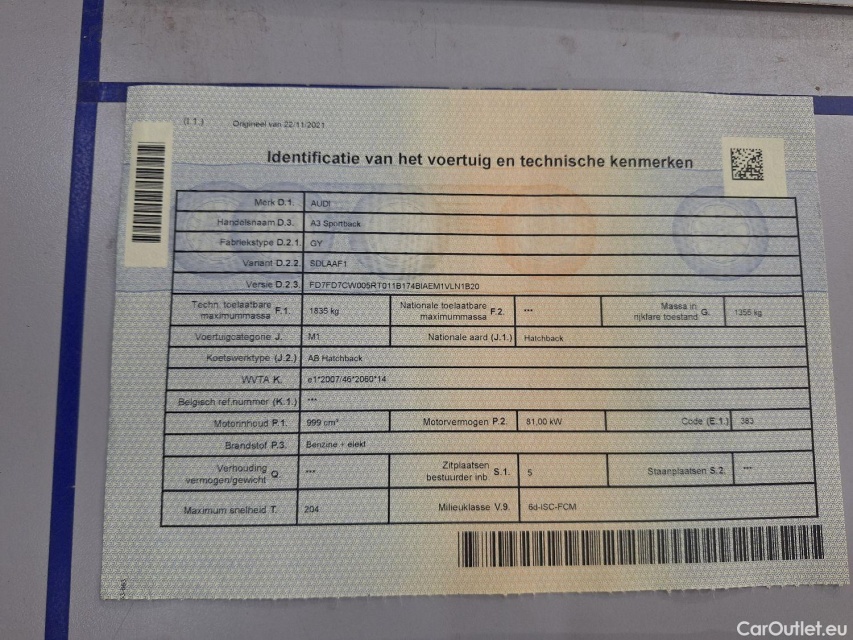 (I.1.) Origineel van 22/11/2021
Identificatie van het voertuig en technische kenmerken
Merk D.1. AUDI
Handelsnaam D.3. A3 Sportback
Fabriekstype D.2.1. GY
Variant D.2.2. SDLAAF1
Versie D.2.3. FD7FD7CW005RT011B174BIAEM1VLN1B20
Techn. toelaatbare maximummassa F.1. 1835 kg Nationale toelaatbare maximummassa F.2. --- Massa in rijklare toestand G. 1355 kg
Voertuigcategorie J. M1 Nationale aard (J.1.) Hatchback
Koetswerktype (J.2.) AB Hatchback
WVTA K. e1*2007/46*2060*14
Belgisch ref.nummer (K.1.) ---
Motorinhoud P.1. 999 cm³ Motorvermogen P.2. 81,00 kW Code (E.1.) 383
Brandstof P.3. Benzine + elekt
Verhouding vermogen/gewicht Q. --- Zitplaatsen bestuurder inb. S.1. 5 Staanplaatsen S.2. ---
Maximum snelheid T. 204 Milieuklasse V.9. 6d-ISC-FCM
CarOutlet.eu